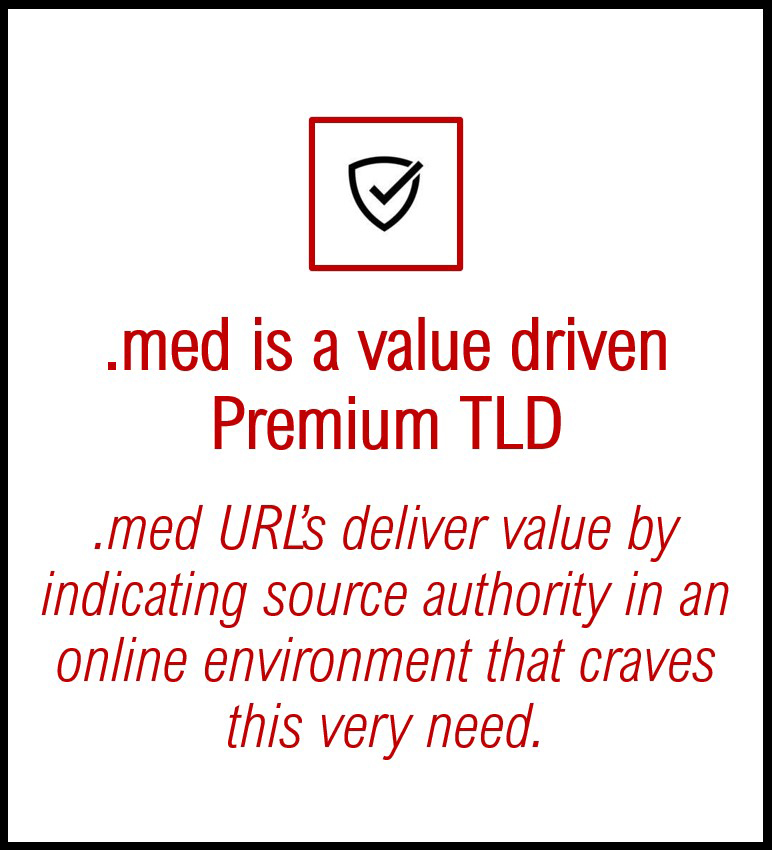 .med is a value driven
Premium TLD
.med URL’s deliver value by
indicating source authority in an
online environment that craves
this very need.